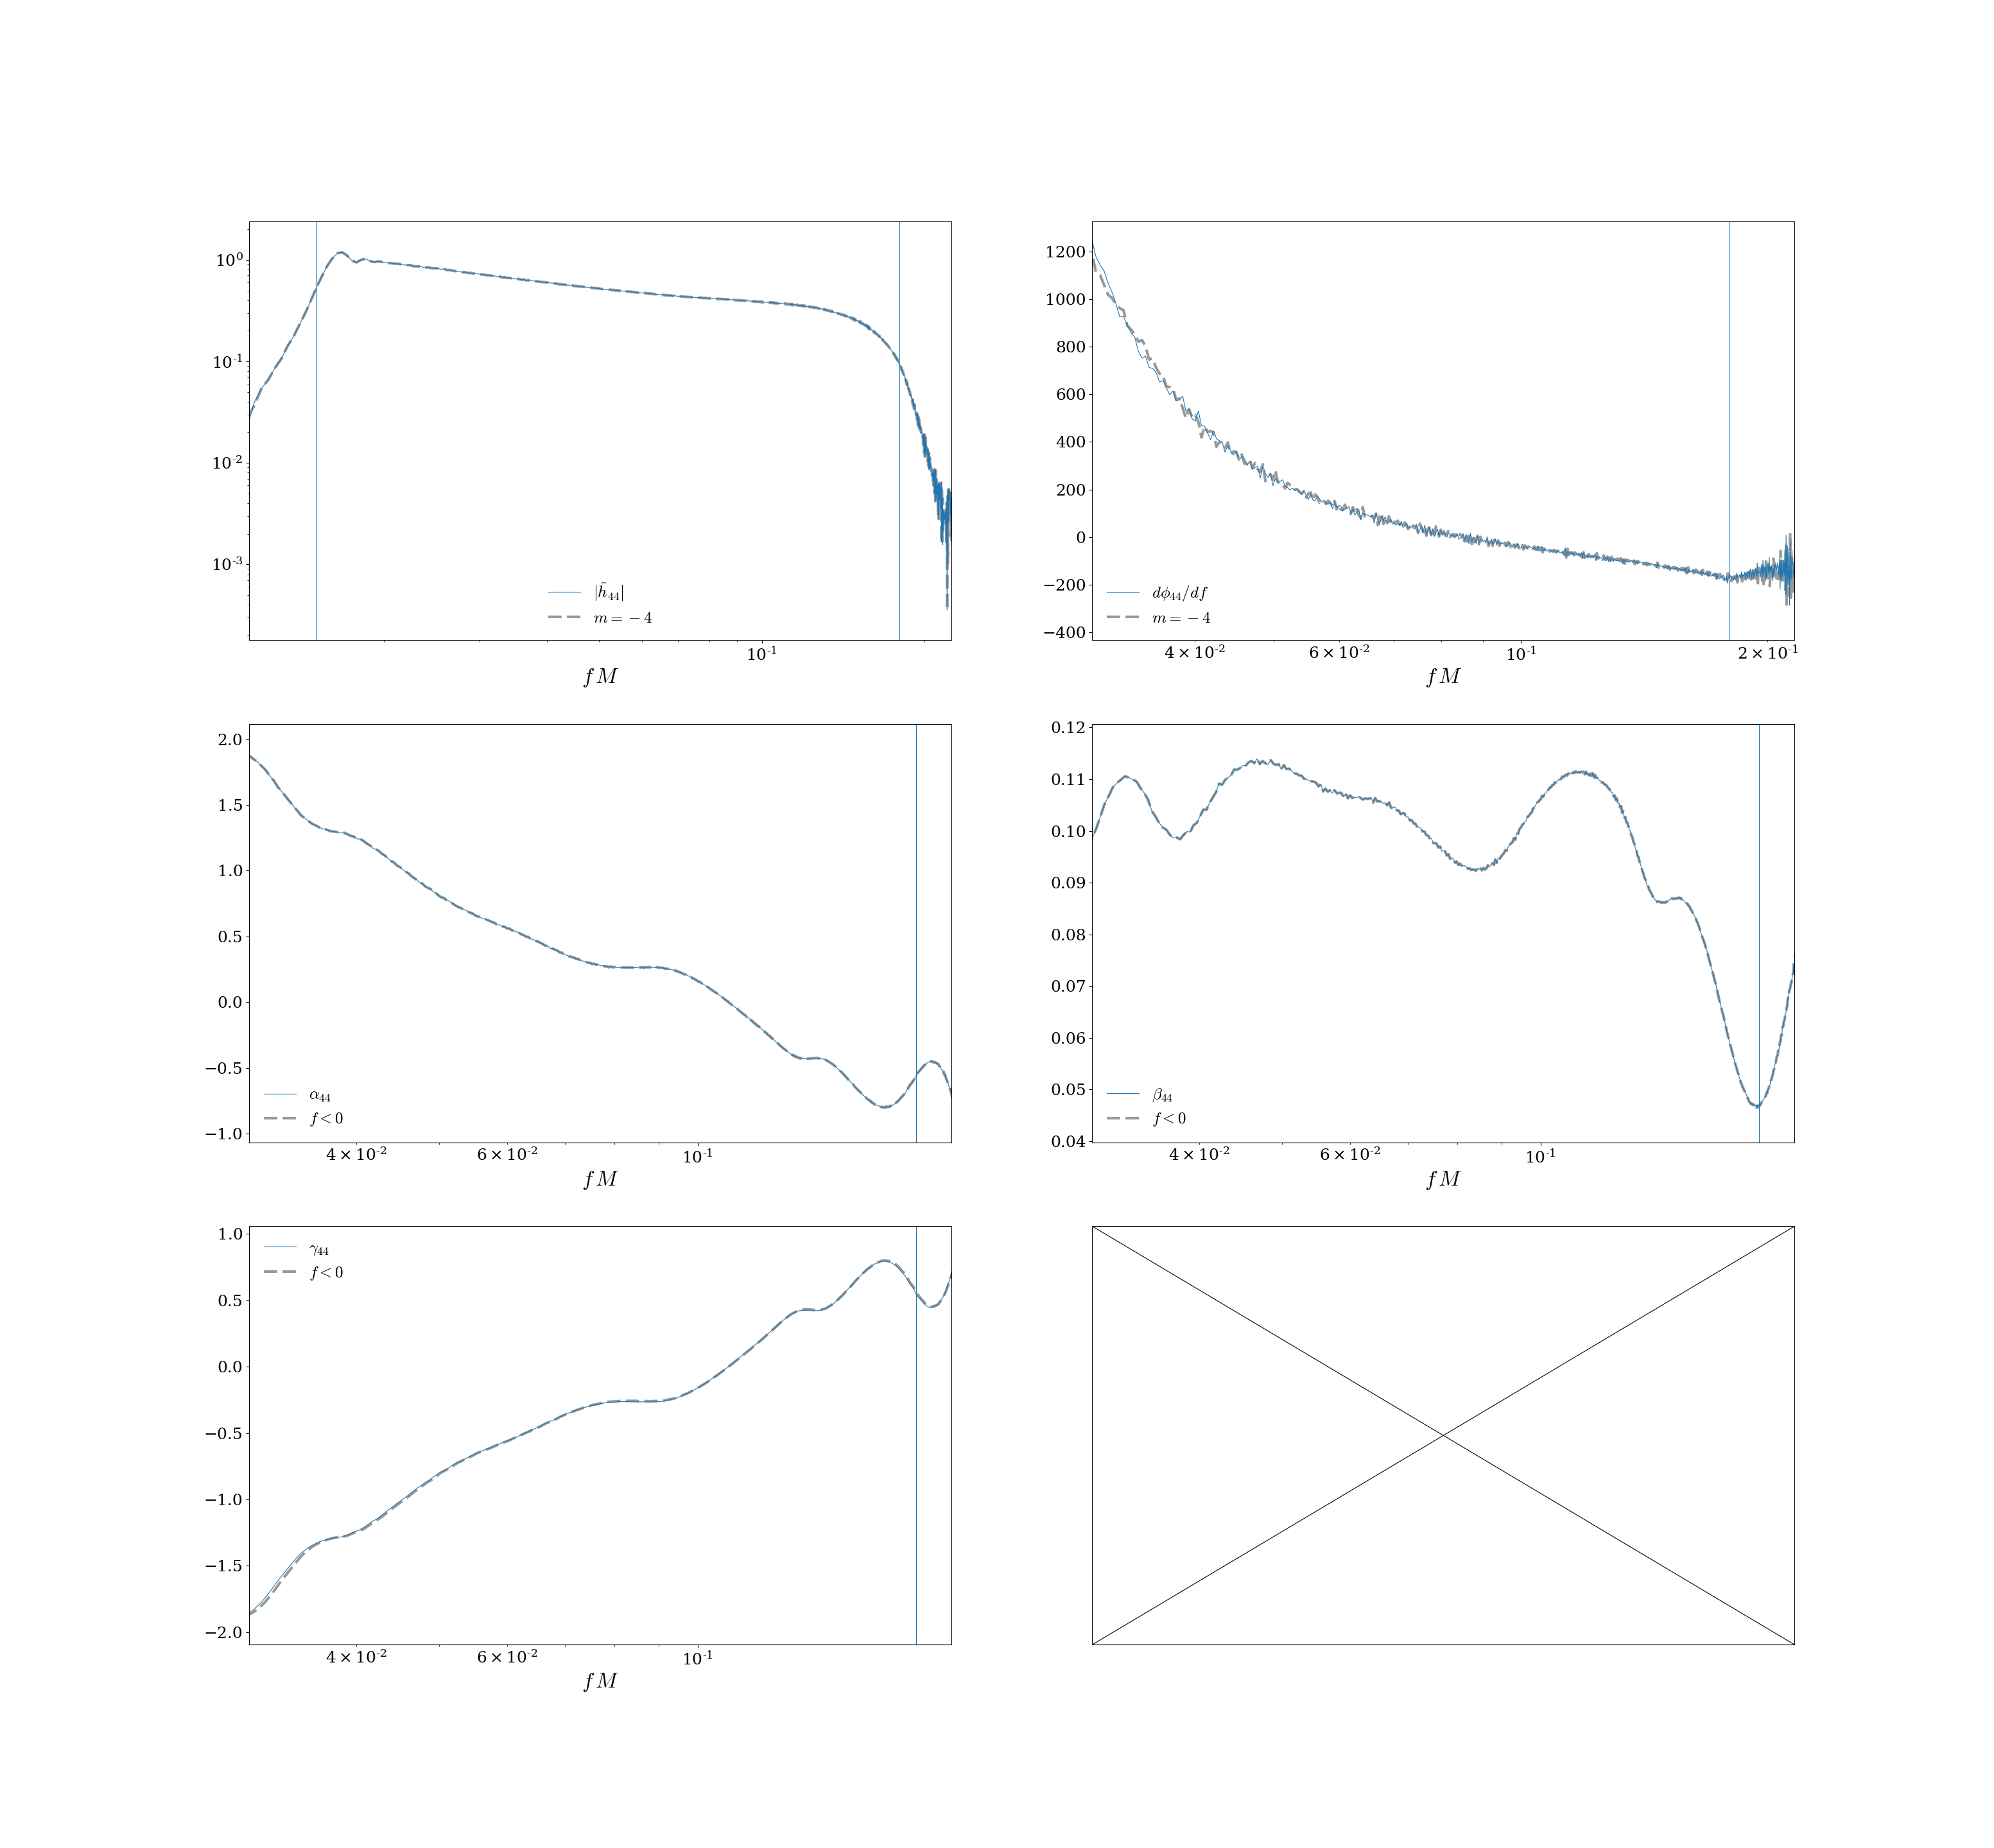 10⁰
10⁻¹
10⁻²
10⁻³
|h̃₄₄|
m = −4
10⁻¹
fM
1200
1000
800
600
400
200
0
−200
−400
dϕ₄₄/df
m = −4
4 × 10⁻²
6 × 10⁻²
10⁻¹
2 × 10⁻¹
fM
2.0
1.5
1.0
0.5
0.0
−0.5
−1.0
α₄₄
f < 0
4 × 10⁻²
6 × 10⁻²
10⁻¹
fM
0.12
0.11
0.10
0.09
0.08
0.07
0.06
0.05
0.04
β₄₄
f < 0
4 × 10⁻²
6 × 10⁻²
10⁻¹
fM
1.0
0.5
0.0
−0.5
−1.0
−1.5
−2.0
γ₄₄
f < 0
4 × 10⁻²
6 × 10⁻²
10⁻¹
fM